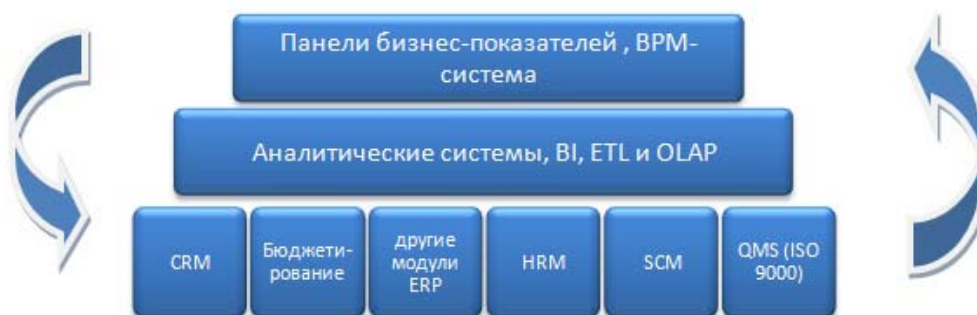 Панели бизнес-показателей , BPM-
система
Аналитические системы, BI, ETL и OLAP
CRM
Бюджети-
рование
другие
модули
ERP
HRM
SCM
QMS (ISO
9000)